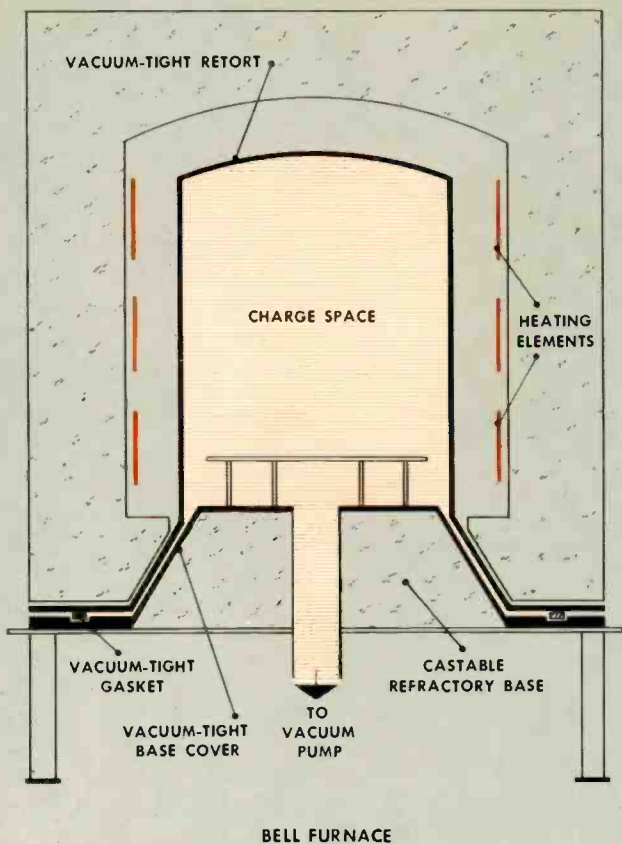 VACUUM-TIGHT RETORT
CHARGE SPACE
HEATING
ELEMENTS
VACUUM-TIGHT
GASKET
CASTABLE
REFRACTORY BASE
VACUUM-TIGHT
BASE COVER
TO
VACUUM
PUMP
BELL FURNACE